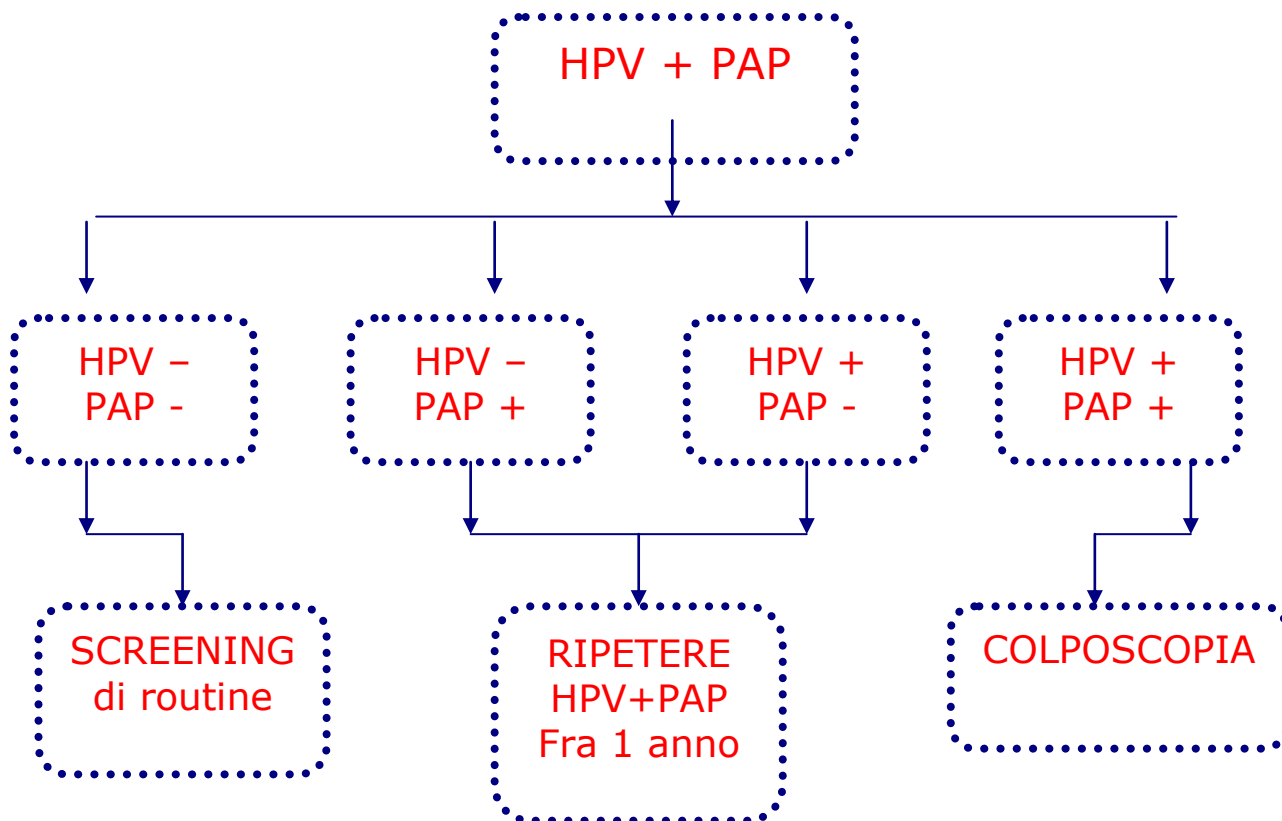 HPV + PAP
HPV –
PAP -
HPV –
PAP +
HPV +
PAP -
HPV +
PAP +
SCREENING
di routine
RIPETERE
HPV+PAP
Fra 1 anno
COLPOSCOPIA